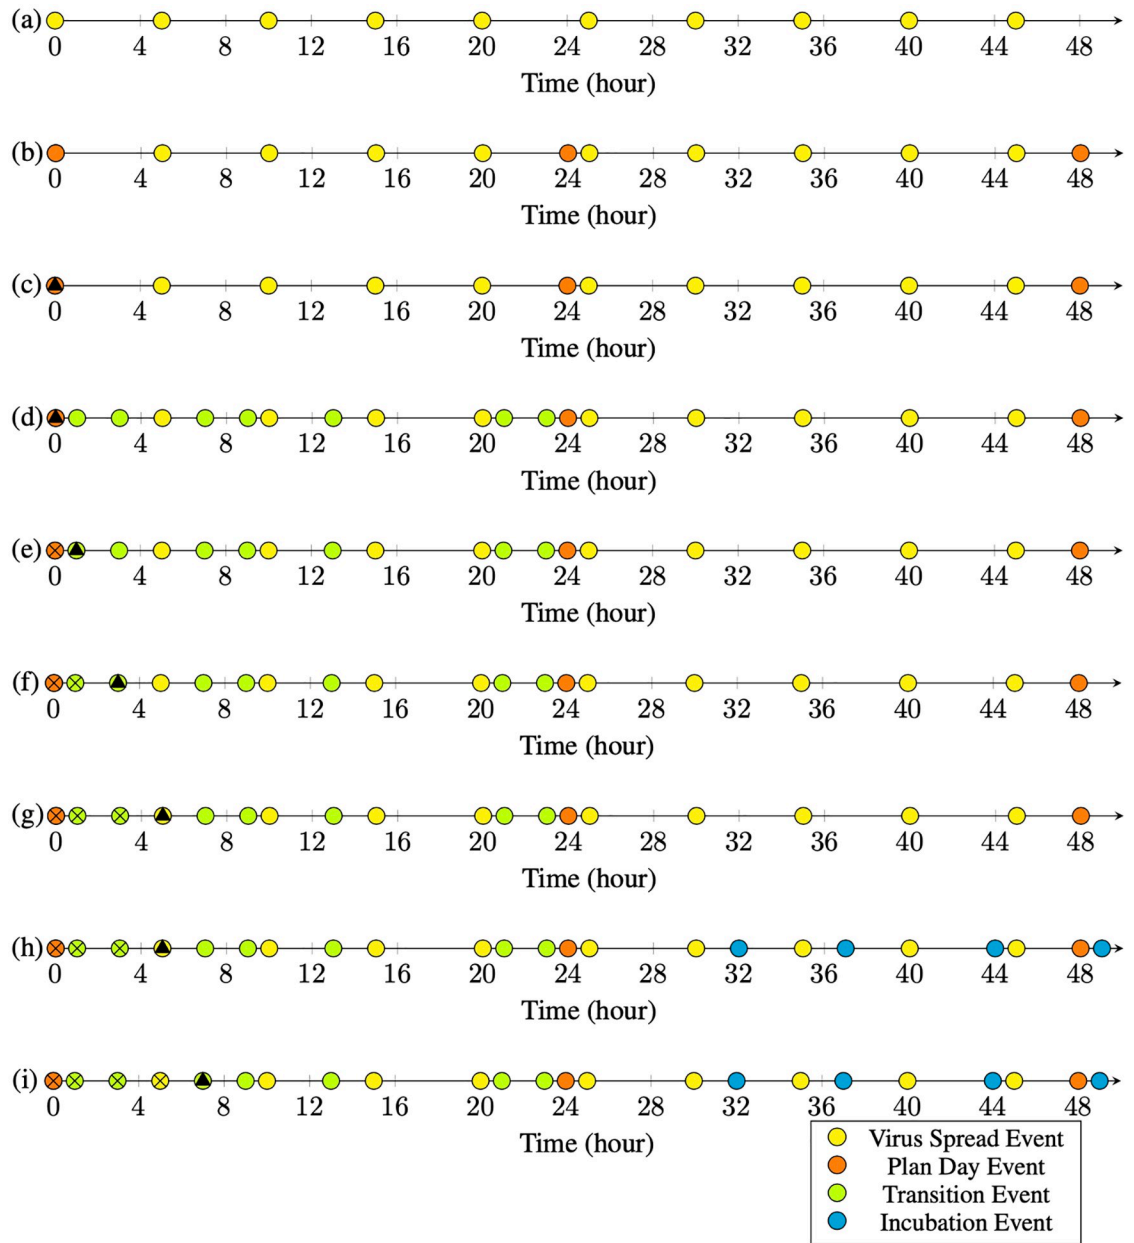 (a)
0 4 8 12 16 20 24 28 32 36 40 44 48
Time (hour)
(b)
0 4 8 12 16 20 24 28 32 36 40 44 48
Time (hour)
(c)
0 4 8 12 16 20 24 28 32 36 40 44 48
Time (hour)
(d)
0 4 8 12 16 20 24 28 32 36 40 44 48
Time (hour)
(e)
0 4 8 12 16 20 24 28 32 36 40 44 48
Time (hour)
(f)
0 4 8 12 16 20 24 28 32 36 40 44 48
Time (hour)
(g)
0 4 8 12 16 20 24 28 32 36 40 44 48
Time (hour)
(h)
0 4 8 12 16 20 24 28 32 36 40 44 48
Time (hour)
(i)
0 4 8 12 16 20 24 28 32 36 40 44 48
Time (hour)
Virus Spread Event
Plan Day Event
Transition Event
Incubation Event